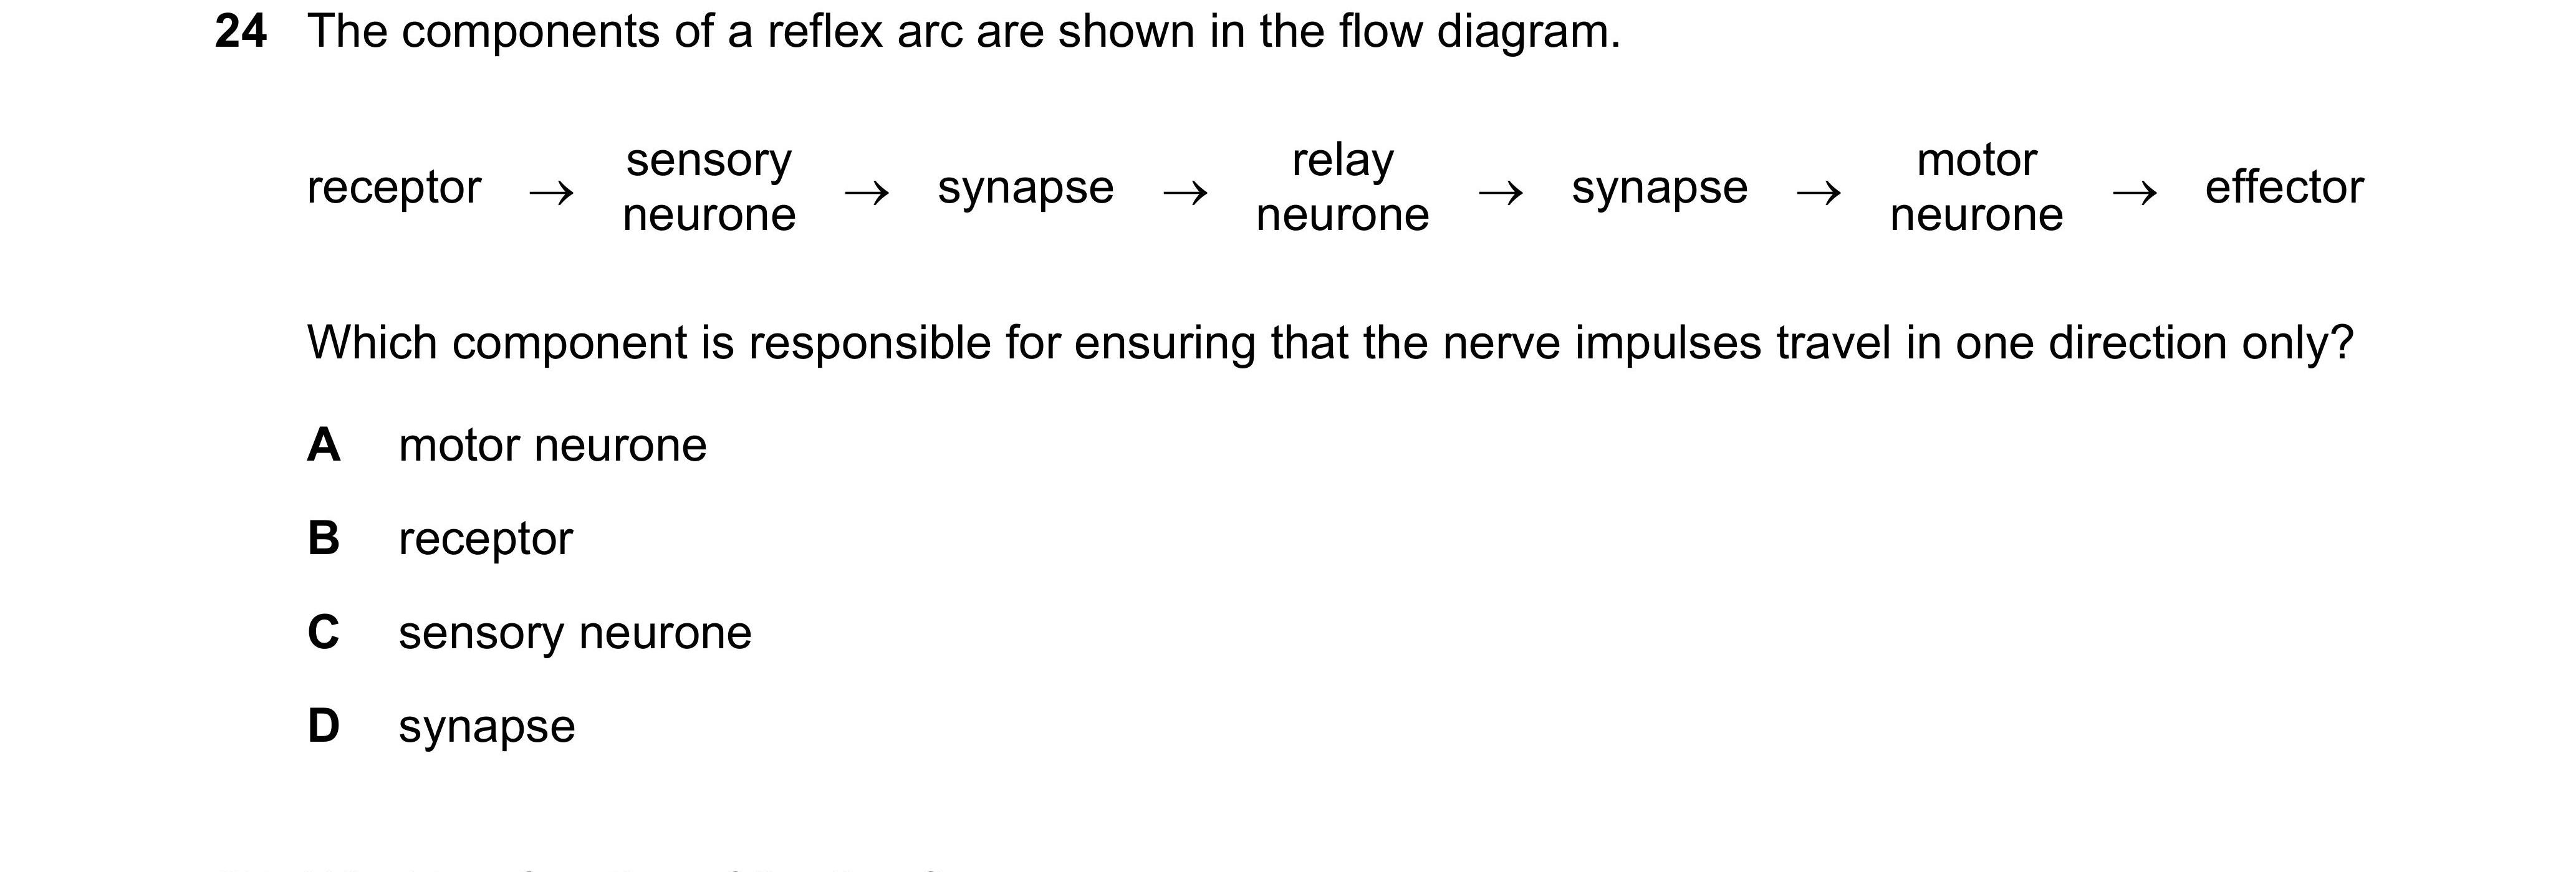 24 The components of a reflex arc are shown in the flow diagram.
receptor → sensory neurone → synapse → relay neurone → synapse → motor neurone → effector
Which component is responsible for ensuring that the nerve impulses travel in one direction only?
A motor neurone
B receptor
C sensory neurone
D synapse